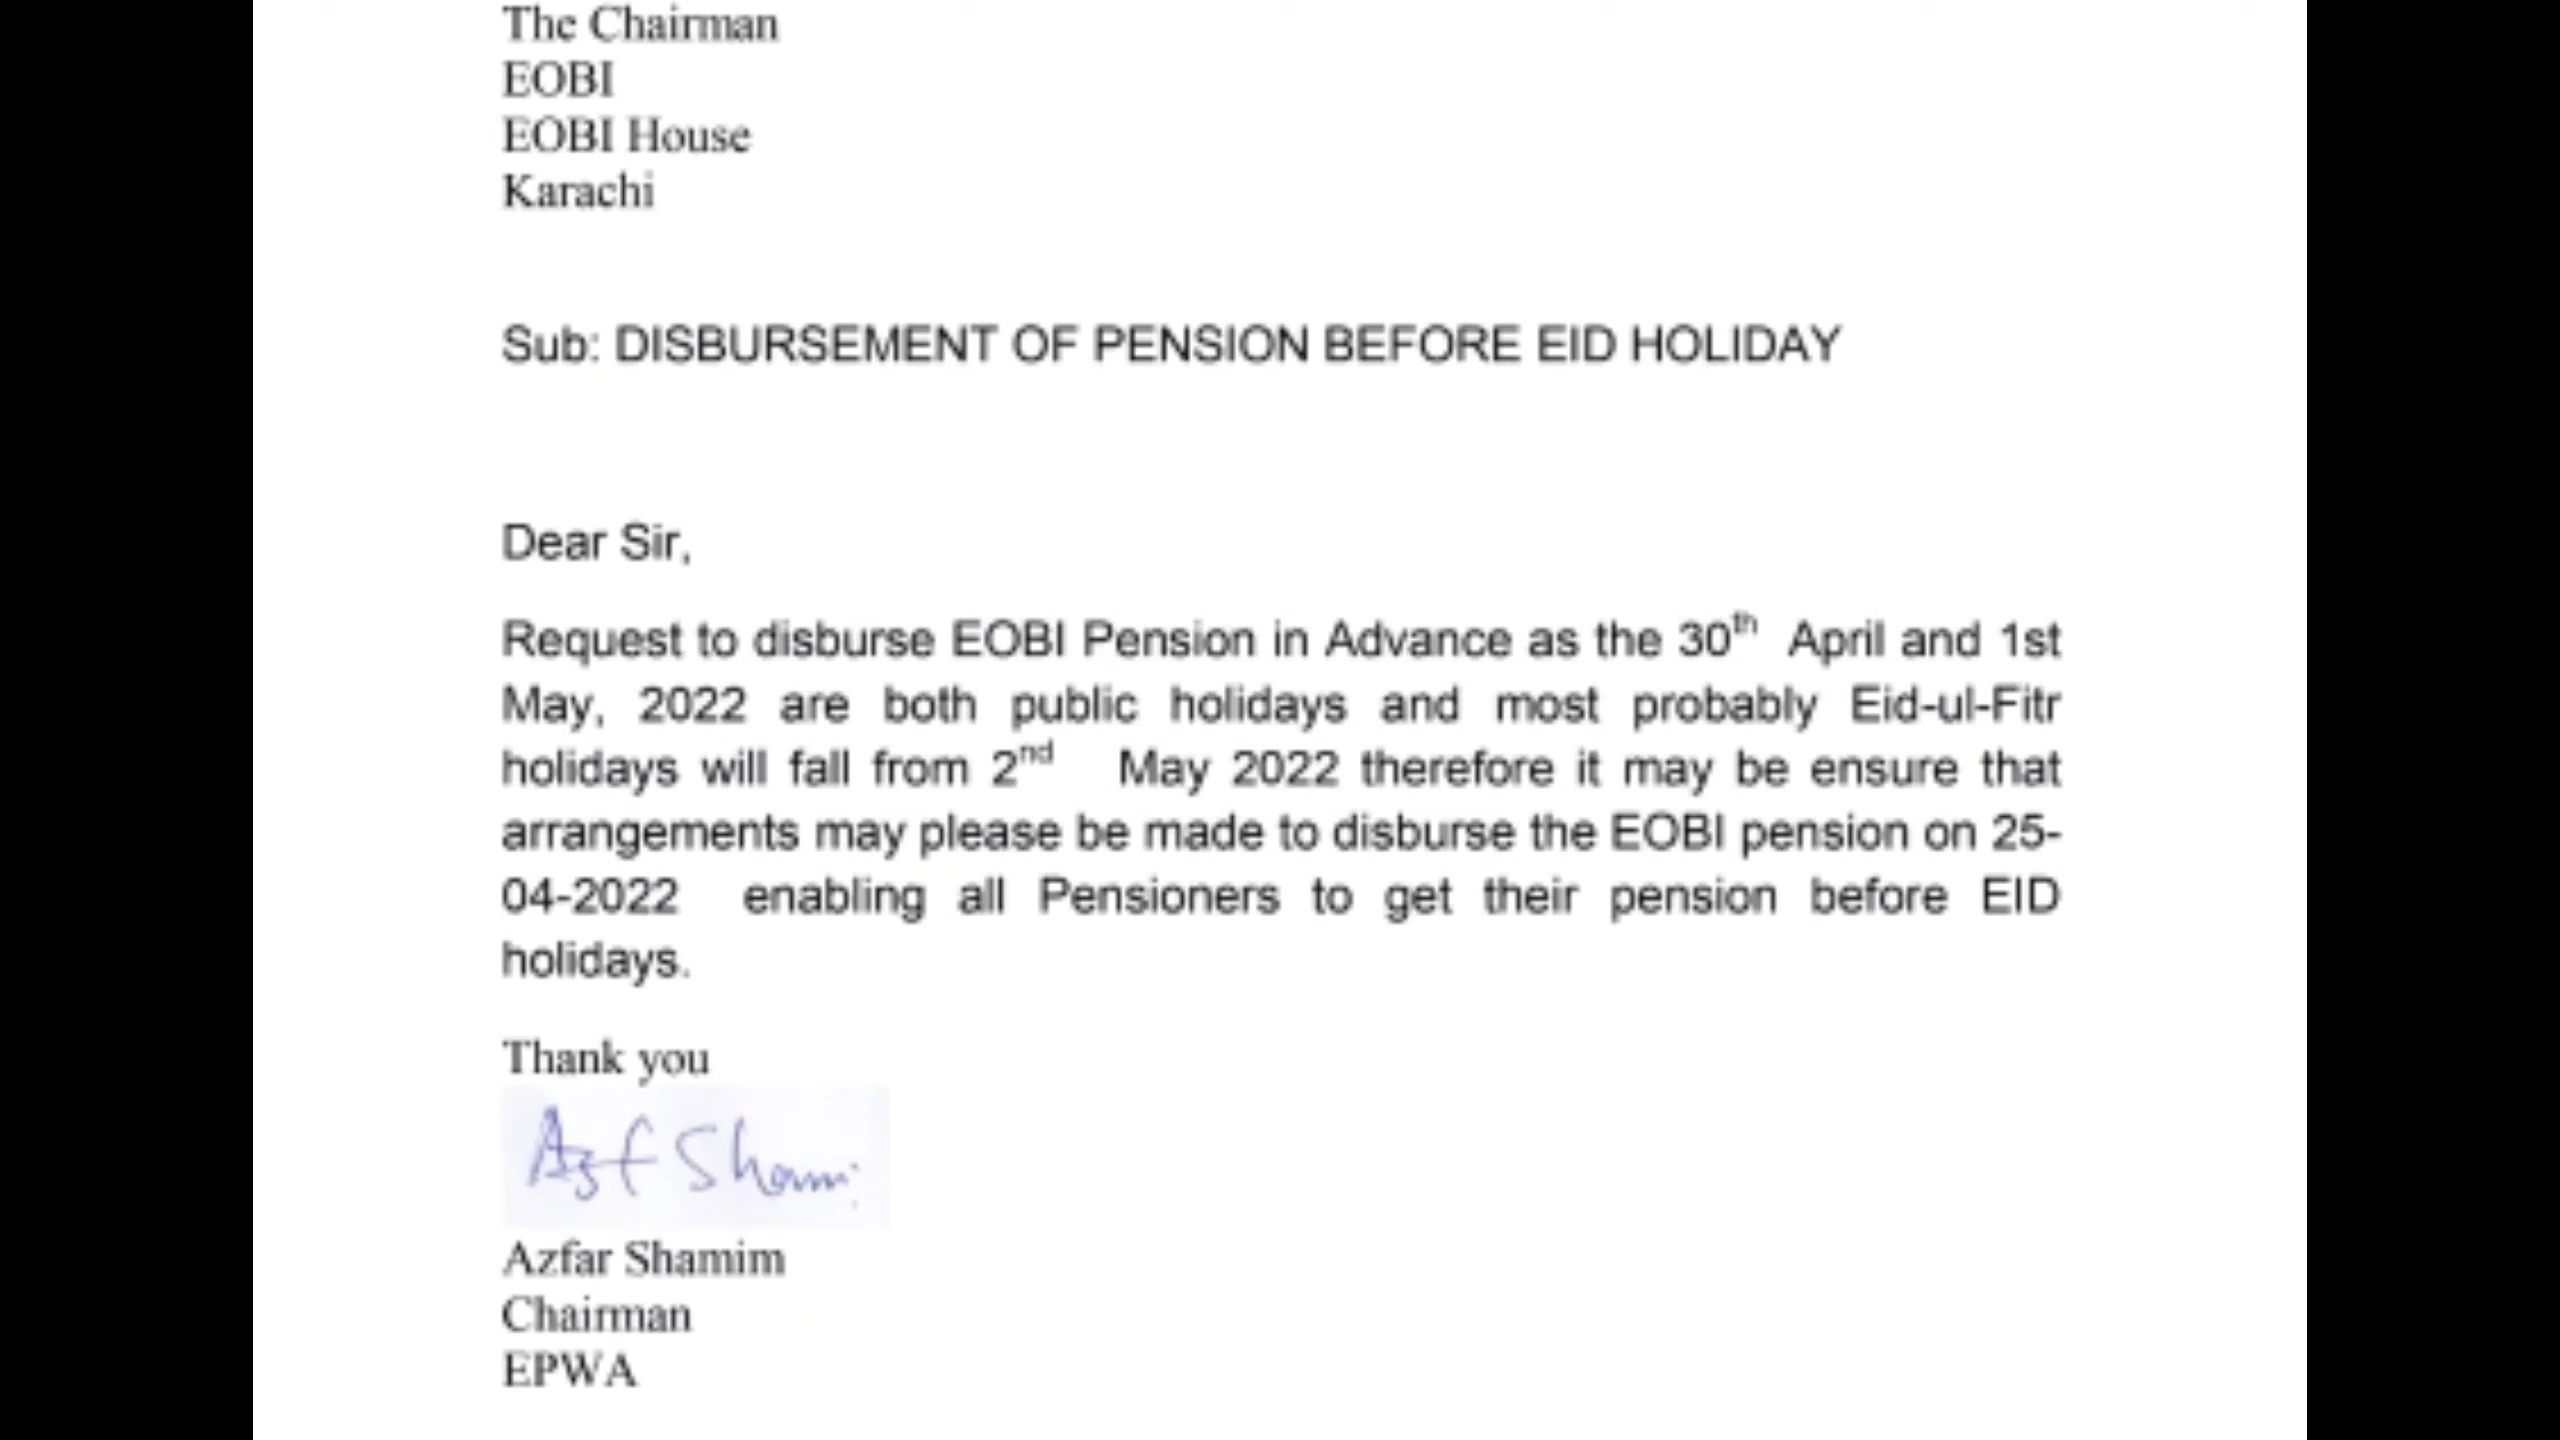 The Chairman
EOBI
EOBI House
Karachi
Sub: DISBURSEMENT OF PENSION BEFORE EID HOLIDAY
Dear Sir,
Request to disburse EOBI Pension in Advance as the 30th April and 1st
May, 2022 are both public holidays and most probably Eid-ul-Fitr
holidays will fall from 2nd May 2022 therefore it may be ensure that
arrangements may please be made to disburse the EOBI pension on 25-
04-2022 enabling all Pensioners to get their pension before EID
holidays.
Thank you
Azf Shami
Azfar Shamim
Chairman
EPWA